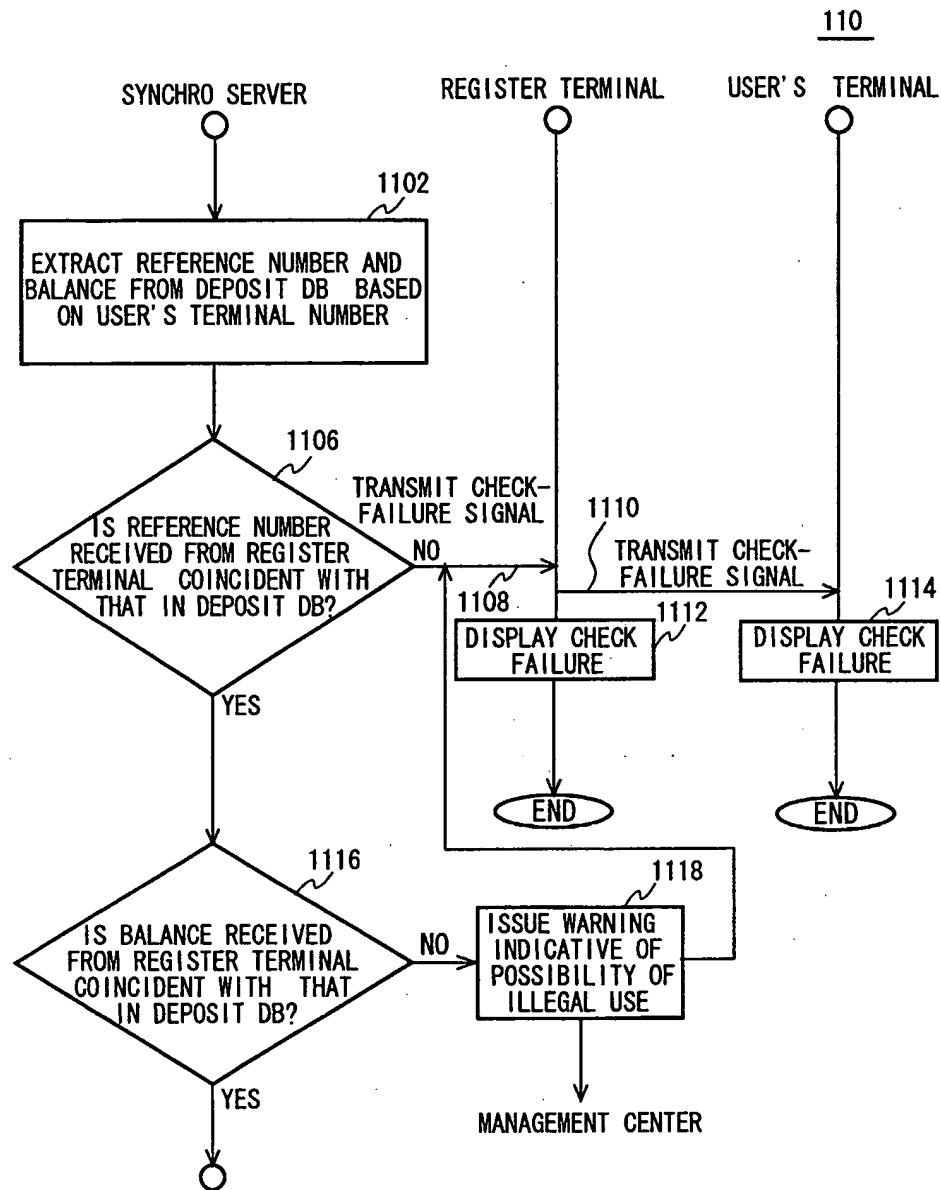 110
SYNCHRO SERVER
REGISTER TERMINAL
USER'S TERMINAL
1102
EXTRACT REFERENCE NUMBER AND
BALANCE FROM DEPOSIT DB BASED
ON USER'S TERMINAL NUMBER
1106
IS REFERENCE NUMBER
RECEIVED FROM REGISTER
TERMINAL COINCIDENT WITH
THAT IN DEPOSIT DB?
NO
YES
TRANSMIT CHECK-
FAILURE SIGNAL
1108
1110
TRANSMIT CHECK-
FAILURE SIGNAL
1112
DISPLAY CHECK
FAILURE
1114
DISPLAY CHECK
FAILURE
END
END
1116
IS BALANCE RECEIVED
FROM REGISTER TERMINAL
COINCIDENT WITH THAT
IN DEPOSIT DB?
NO
YES
1118
ISSUE WARNING
INDICATIVE OF
POSSIBILITY OF
ILLEGAL USE
MANAGEMENT CENTER